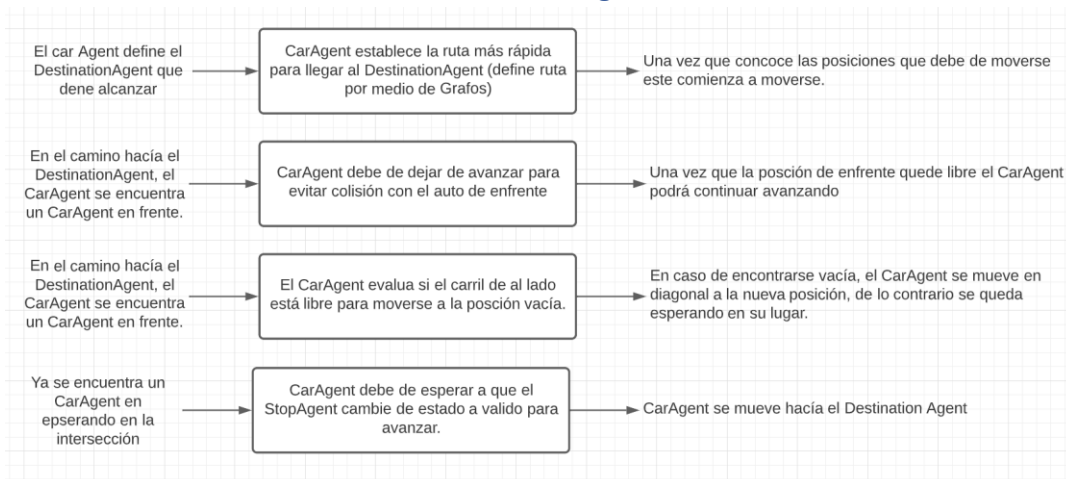 El car Agent define el
DestinationAgent que
dene alcanzar
CarAgent establece la ruta más rápida
para llegar al DestinationAgent (define ruta
por medio de Grafos)
Una vez que concoce las posiciones que debe de moverse
este comienza a moverse.
En el camino hacía el
DestinationAgent, el
CarAgent se encuentra
un CarAgent en frente.
CarAgent debe de dejar de avanzar para
evitar colisión con el auto de enfrente
Una vez que la posción de enfrente quede libre el CarAgent
podrá continuar avanzando
En el camino hacía el
DestinationAgent, el
CarAgent se encuentra
un CarAgent en frente.
El CarAgent evalua si el carril de al lado
está libre para moverse a la posción vacía.
En caso de encontrarse vacía, el CarAgent se mueve en
diagonal a la nueva posición, de lo contrario se queda
esperando en su lugar.
Ya se encuentra un
CarAgent en
epserando en la
intersección
CarAgent debe de esperar a que el
StopAgent cambie de estado a valido para
avanzar.
CarAgent se mueve hacía el Destination Agent